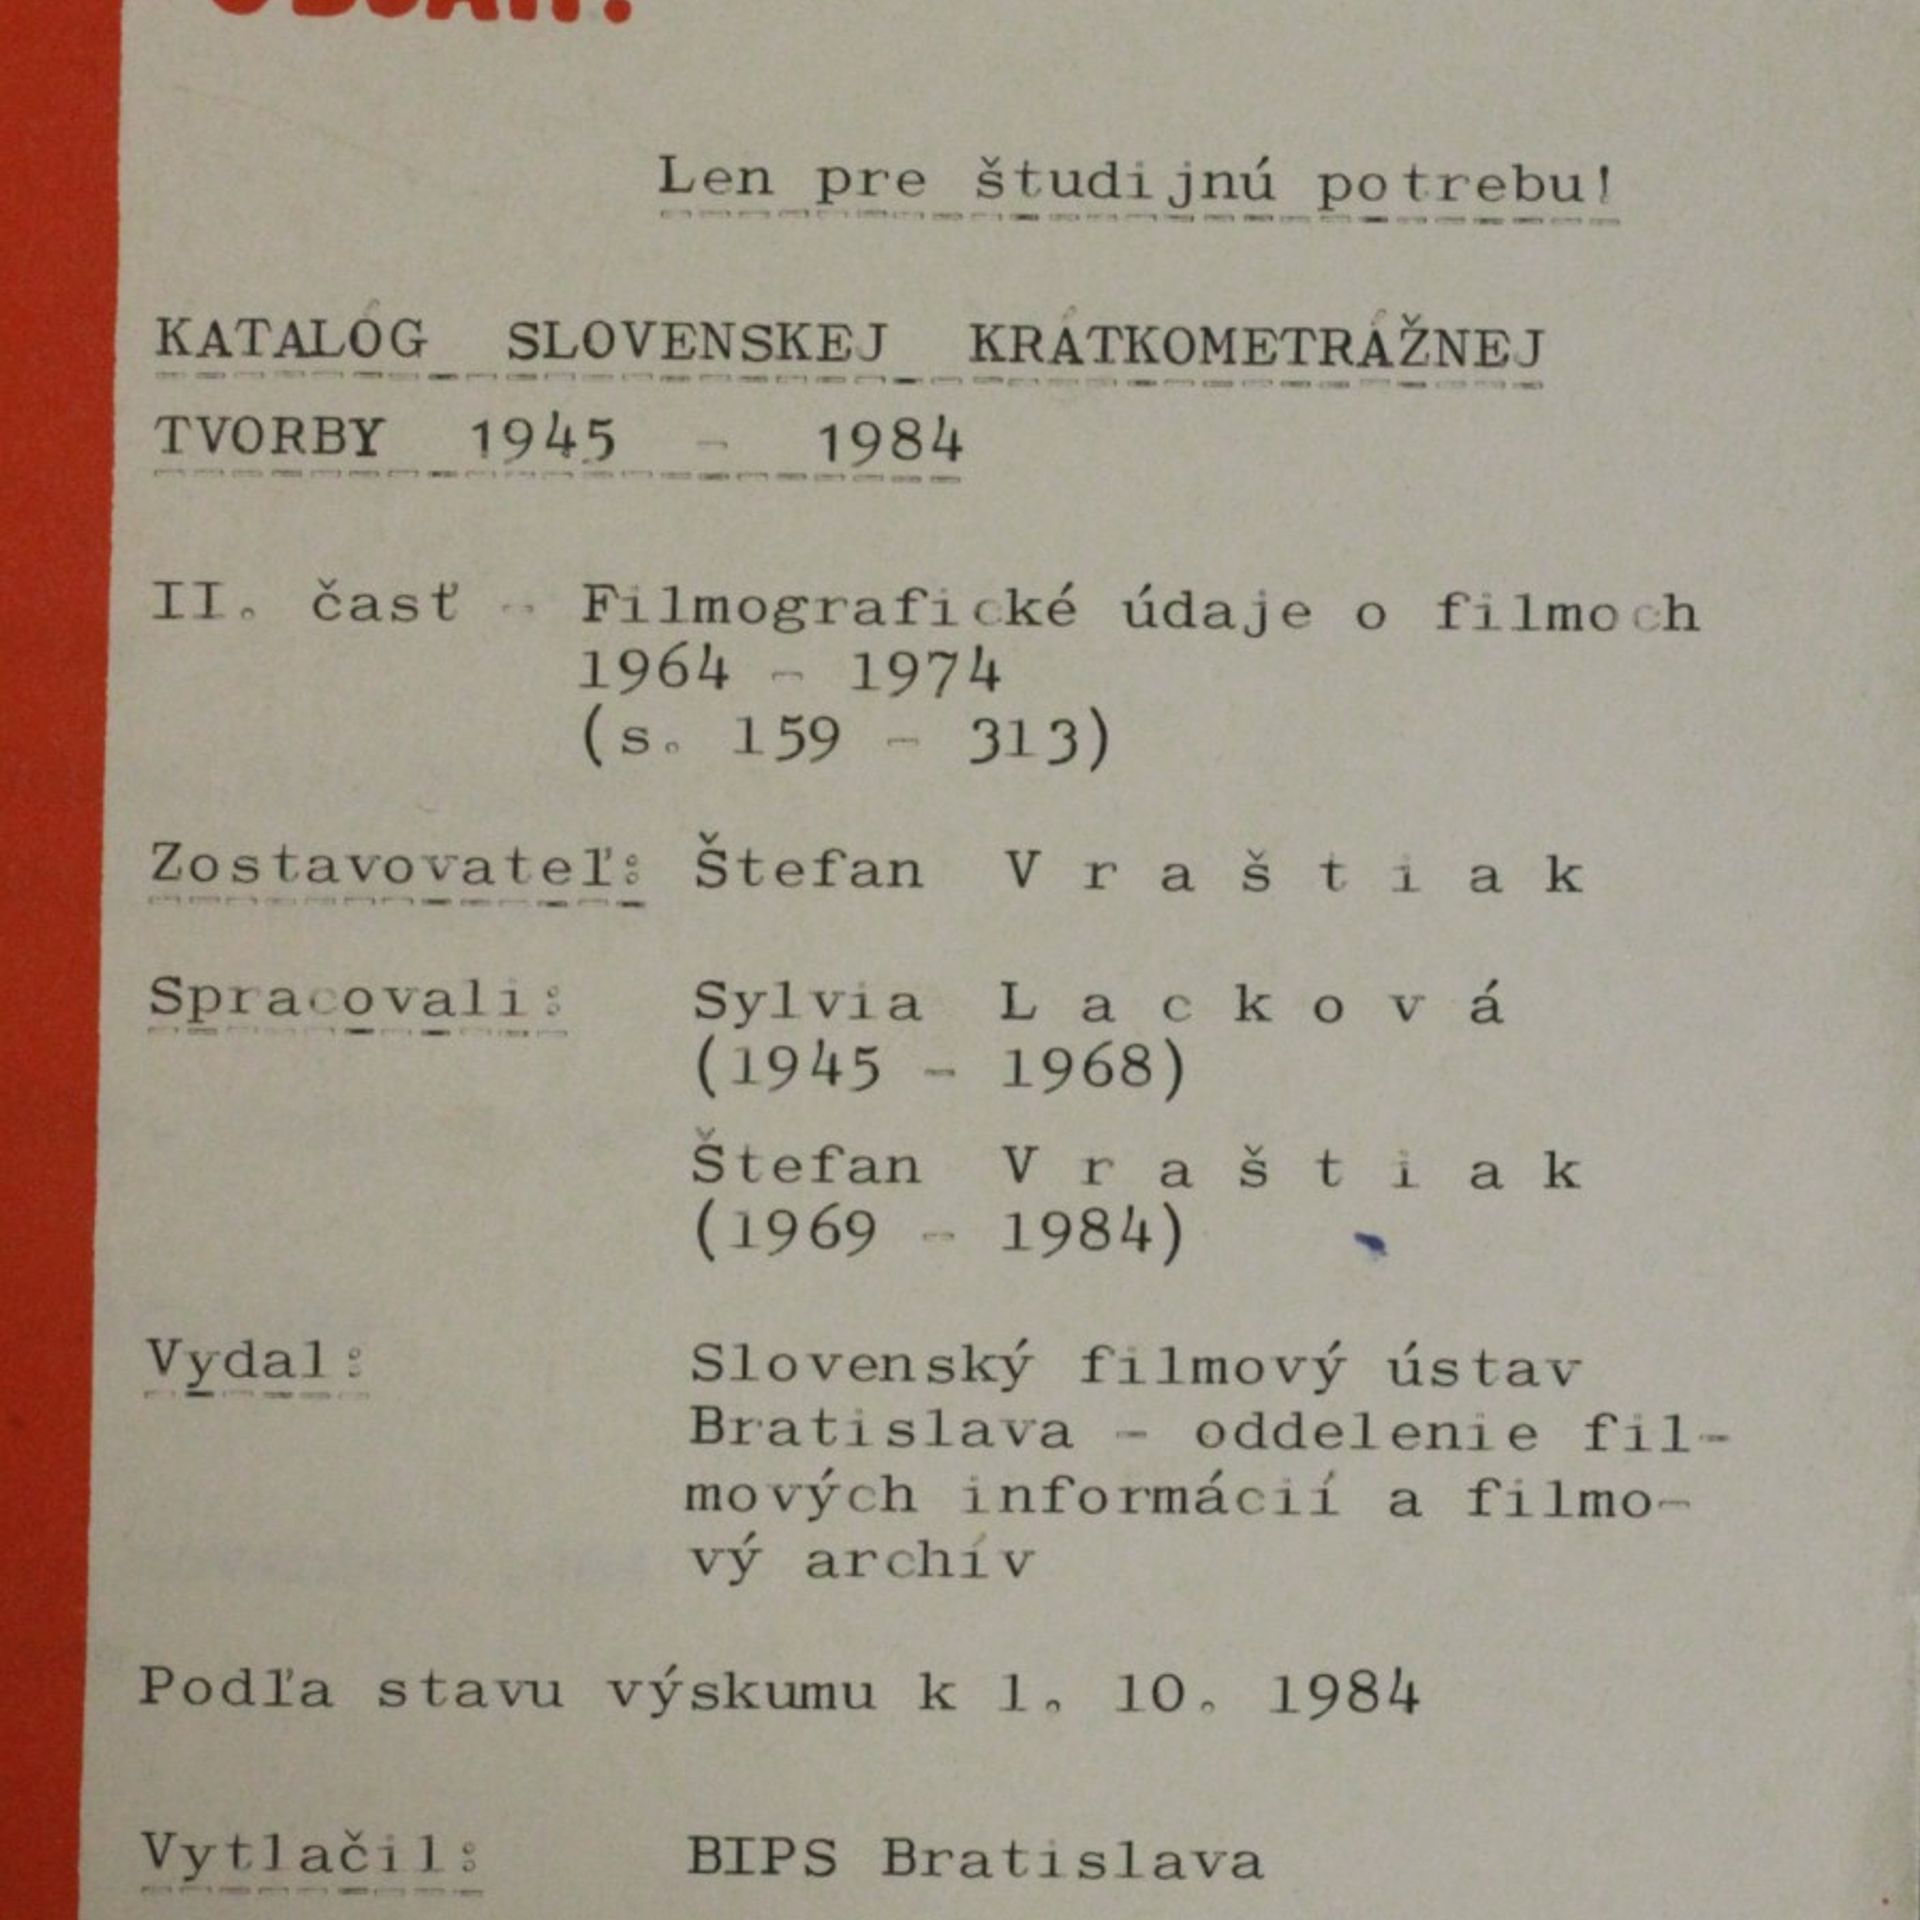 OBSAH:
Len pre študijnú potrebu!
KATALÓG SLOVENSKEJ KRÁTKOMETRÁŽNEJ
TVORBY 1945 - 1984
II. časť - Filmografické údaje o filmoch
1964 - 1974
(s. 159 - 313)
Zostavovateľ: Štefan V r a š t i a k
Spracovali: Sylvia L a c k o v á
(1945 - 1968)
Štefan V r a š t i a k
(1969 - 1984)
Vydal: Slovenský filmový ústav
Bratislava - oddelenie fil-
mových informácií a filmo-
vý archív
Podľa stavu výskumu k 1. 10. 1984
Vytlačil: BIPS Bratislava